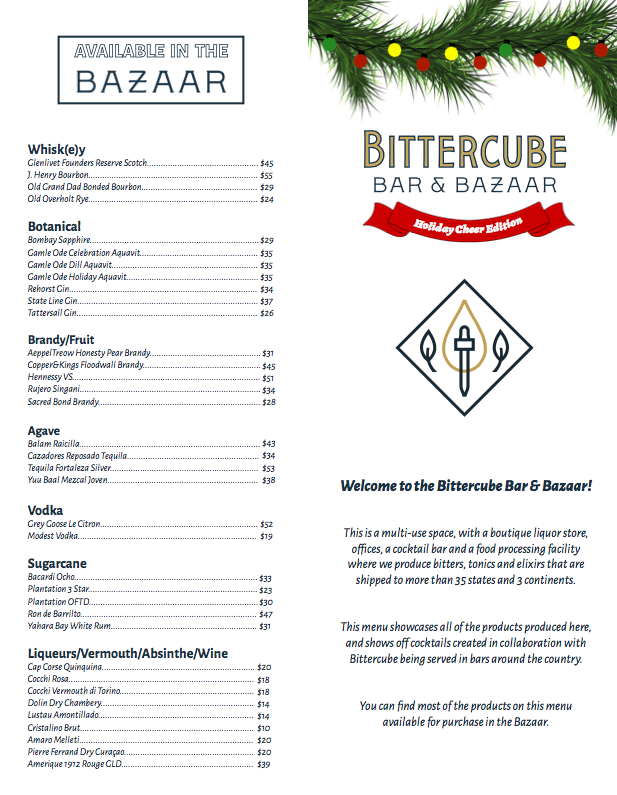 AVAILABLE IN THE
BAZAAR
Whisk(e)y
Glenlivet Founders Reserve Scotch............................................ $45
J. Henry Bourbon.................................................................... $55
Old Grand Dad Bonded Bourbon.............................................. $29
Old Overholt Rye.................................................................... $24
Botanical
Bombay Sapphire.................................................................... $29
Gamle Ode Celebration Aquavit.............................................. $35
Gamle Ode Dill Aquavit.......................................................... $35
Gamle Ode Holiday Aquavit.................................................... $35
Rehorst Gin............................................................................ $34
State Line Gin......................................................................... $37
Tattersall Gin.......................................................................... $26
Brandy/Fruit
AeppelTreow Honesty Pear Brandy........................................... $31
Copper&Kings Floodwall Brandy.............................................. $45
Hennessy VS........................................................................... $51
Rujero Singani........................................................................ $34
Sacred Bond Brandy................................................................ $28
Agave
Balam Raicilla........................................................................ $43
Cazadores Reposado Tequila.................................................... $34
Tequila Fortaleza Silver........................................................... $53
Yuu Baal Mezcal Joven............................................................ $38
Vodka
Grey Goose Le Citron............................................................... $52
Modest Vodka......................................................................... $19
Sugarcane
Bacardi Ocho.......................................................................... $33
Plantation 3 Star..................................................................... $23
Plantation OFTD..................................................................... $30
Ron de Barrilto....................................................................... $47
Yahara Bay White Rum........................................................... $31
Liqueurs/Vermouth/Absinthe/Wine
Cap Corse Quinquina............................................................... $20
Cocchi Rosa............................................................................ $18
Cocchi Vermouth di Torino...................................................... $18
Dolin Dry Chambery................................................................ $14
Lustau Amontillado................................................................. $14
Cristalino Brut........................................................................ $10
Amaro Melleti......................................................................... $20
Pierre Ferrand Dry Curaçao..................................................... $20
Amerique 1912 Rouge GLD...................................................... $39
BITTERCUBE
BAR & BAZAAR
Holiday Cheer Edition
Welcome to the Bittercube Bar & Bazaar!
This is a multi-use space, with a boutique liquor store,
offices, a cocktail bar and a food processing facility
where we produce bitters, tonics and elixirs that are
shipped to more than 35 states and 3 continents.
This menu showcases all of the products produced here,
and shows off cocktails created in collaboration with
Bittercube being served in bars around the country.
You can find most of the products on this menu
available for purchase in the Bazaar.